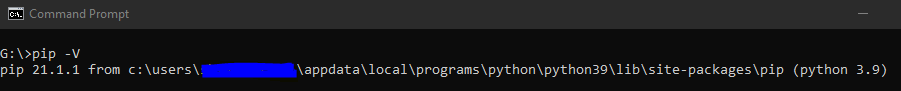 Command Prompt
G:\>pip -V
pip 21.1.1 from c:\users\ \appdata\local\programs\python\python39\lib\site-packages\pip (python 3.9)